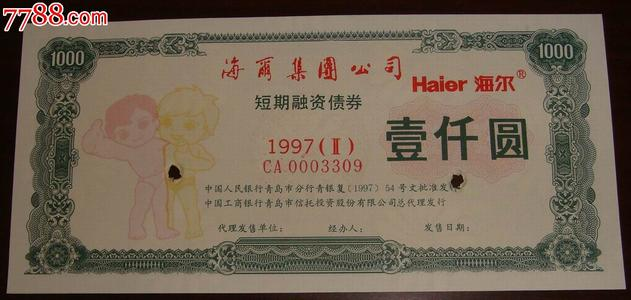 7788.com
1000
1000
海爾集團公司
Haier 海尔®
短期融资债券
1997(Ⅱ)
壹仟圆
CA 0003309
中国人民银行青岛市分行青银复(1997)54号文批准发
中国工商银行青岛市信托投资股份有限公司总代理发行
代理发售单位: 经办人: 发售日期:
1000
1000